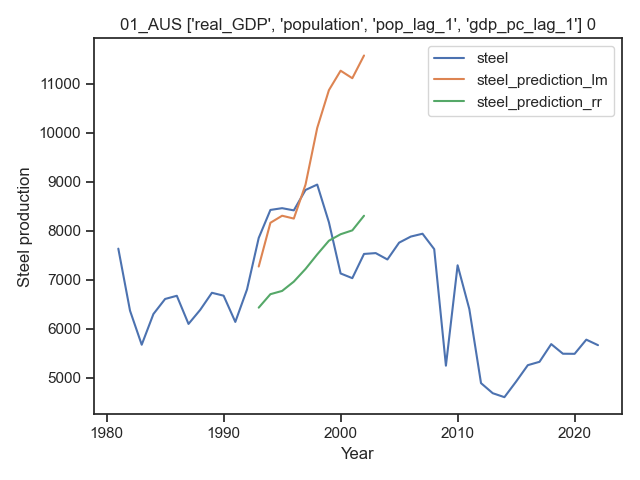 01_AUS ['real_GDP', 'population', 'pop_lag_1', 'gdp_pc_lag_1'] 0
steel
steel_prediction_lm
steel_prediction_rr
11000
10000
9000
8000
7000
6000
5000
Steel production
1980
1990
2000
2010
2020
Year